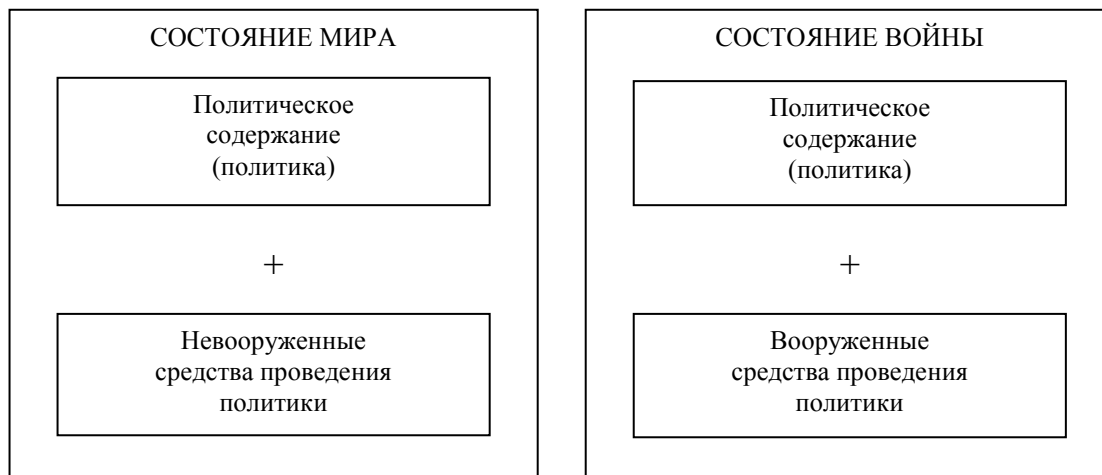 СОСТОЯНИЕ МИРА
Политическое
содержание
(политика)
+
Невооруженные
средства проведения
политики
СОСТОЯНИЕ ВОЙНЫ
Политическое
содержание
(политика)
+
Вооруженные
средства проведения
политики